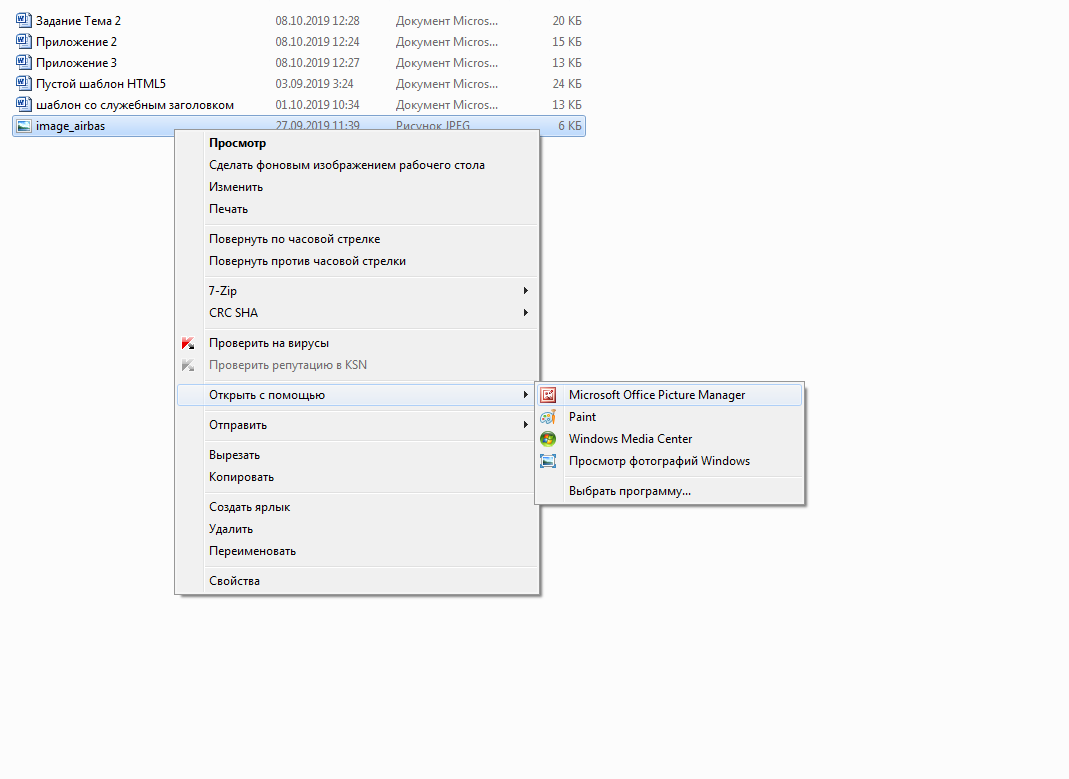 Задание Тема 2 08.10.2019 12:28 Документ Micros... 20 КБ
Приложение 2 08.10.2019 12:24 Документ Micros... 15 КБ
Приложение 3 08.10.2019 12:27 Документ Micros... 13 КБ
Пустой шаблон HTML5 03.09.2019 3:24 Документ Micros... 24 КБ
шаблон со служебным заголовком 01.10.2019 10:34 Документ Micros... 13 КБ
image_airbas 27.09.2019 11:39 Рисунок JPEG 6 КБ
Просмотр
Сделать фоновым изображением рабочего стола
Изменить
Печать
Повернуть по часовой стрелке
Повернуть против часовой стрелки
7-Zip
CRC SHA
Проверить на вирусы
Проверить репутацию в KSN
Открыть с помощью
Отправить
Вырезать
Копировать
Создать ярлык
Удалить
Переименовать
Свойства
Microsoft Office Picture Manager
Paint
Windows Media Center
Просмотр фотографий Windows
Выбрать программу...